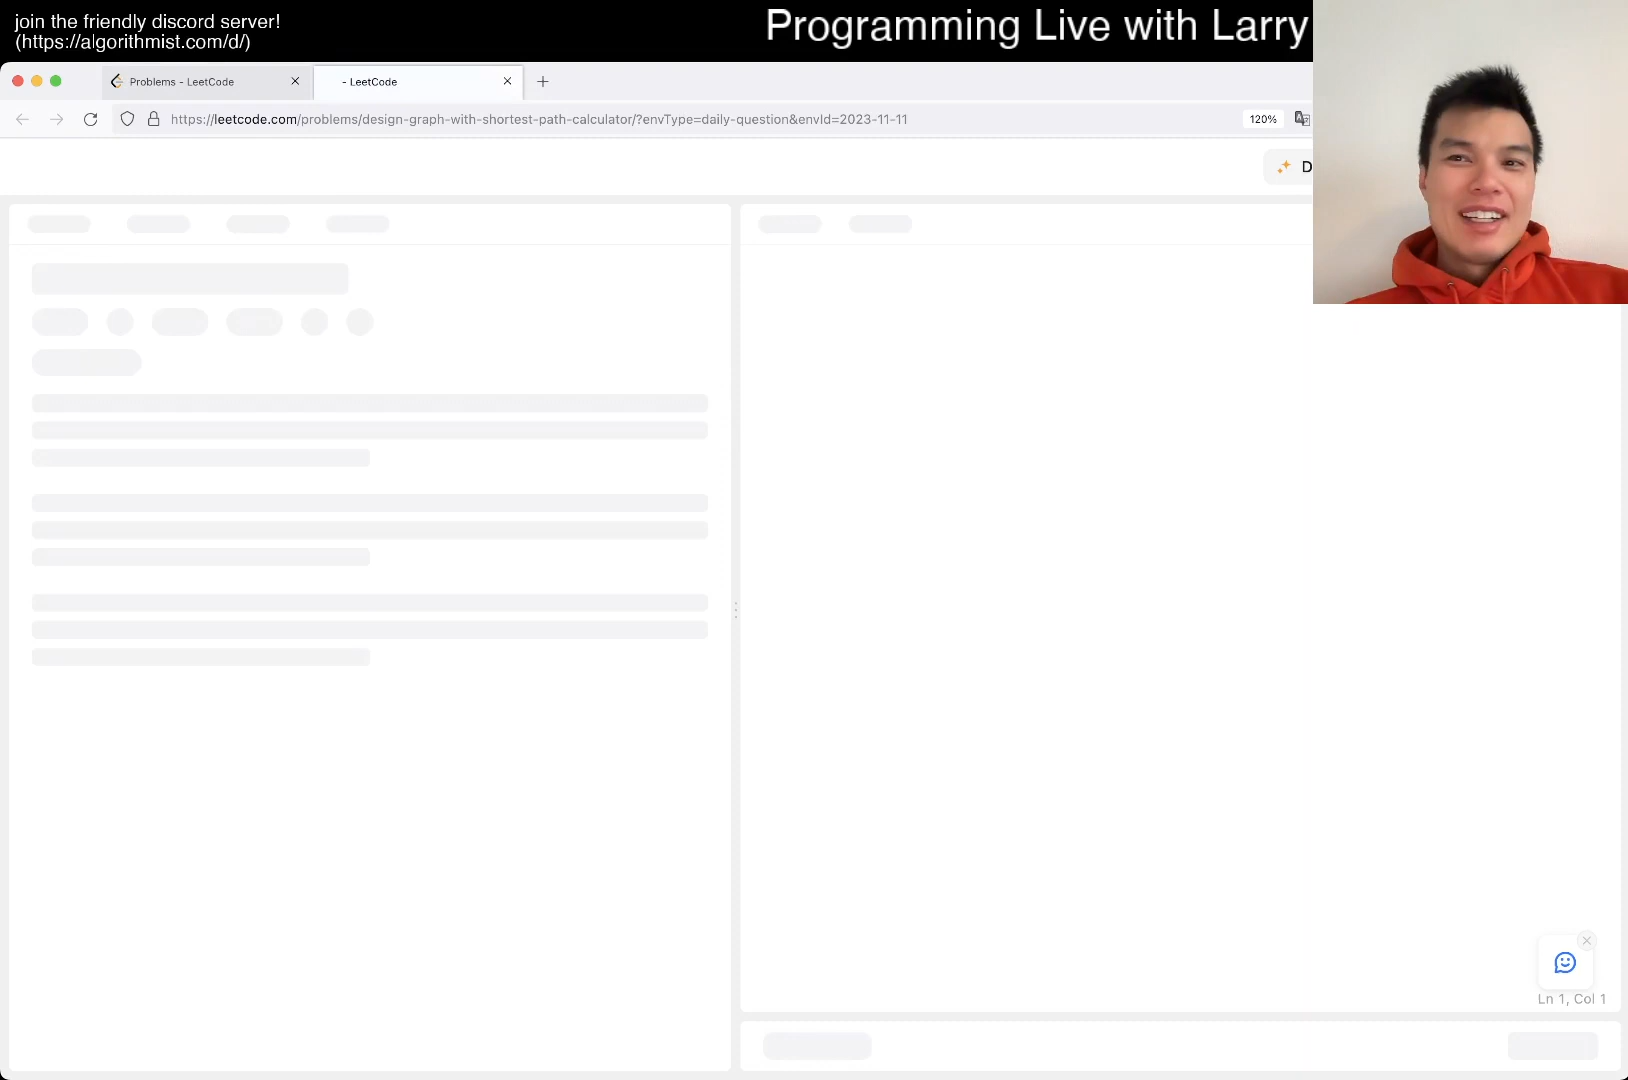 join the friendly discord server!
(https://algorithmist.com/d/)
Programming Live with Larry
Problems - LeetCode
- LeetCode
https://leetcode.com/problems/design-graph-with-shortest-path-calculator/?envType=daily-question&envId=2023-11-11
120%
D
Ln 1, Col 1